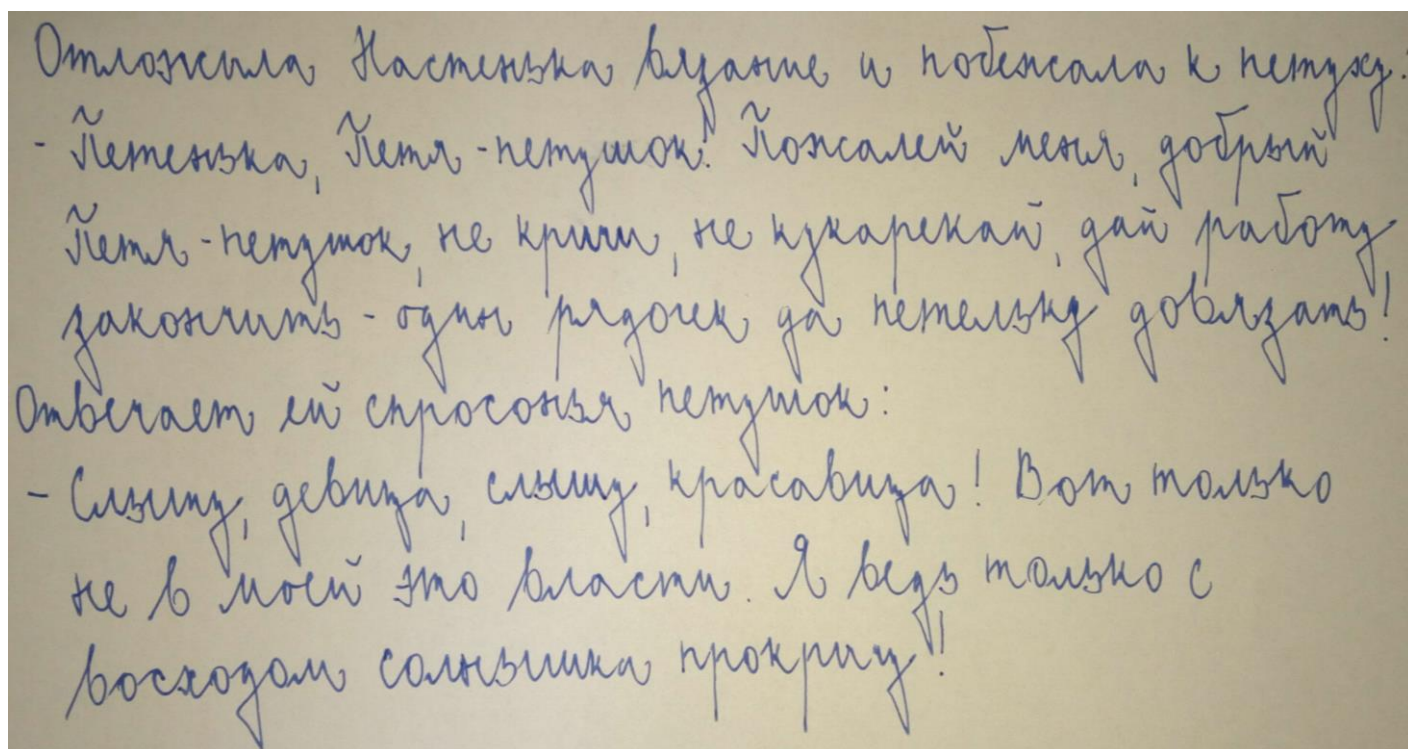 Отложила Настенька вязание и побежала к петуху:
- Петенька, Петя-петушок! Пожалей меня, добрый
Петя-петушок, не кричи, не кукарекай, дай работу
закончить - один рядочек да петельку довязать!
Отвечает ей спросонья петушок:
- Слышу, девица, слышу, красавица! Вот только
не в моей это власти. Я ведь только с
восходом солнышка прокричу!